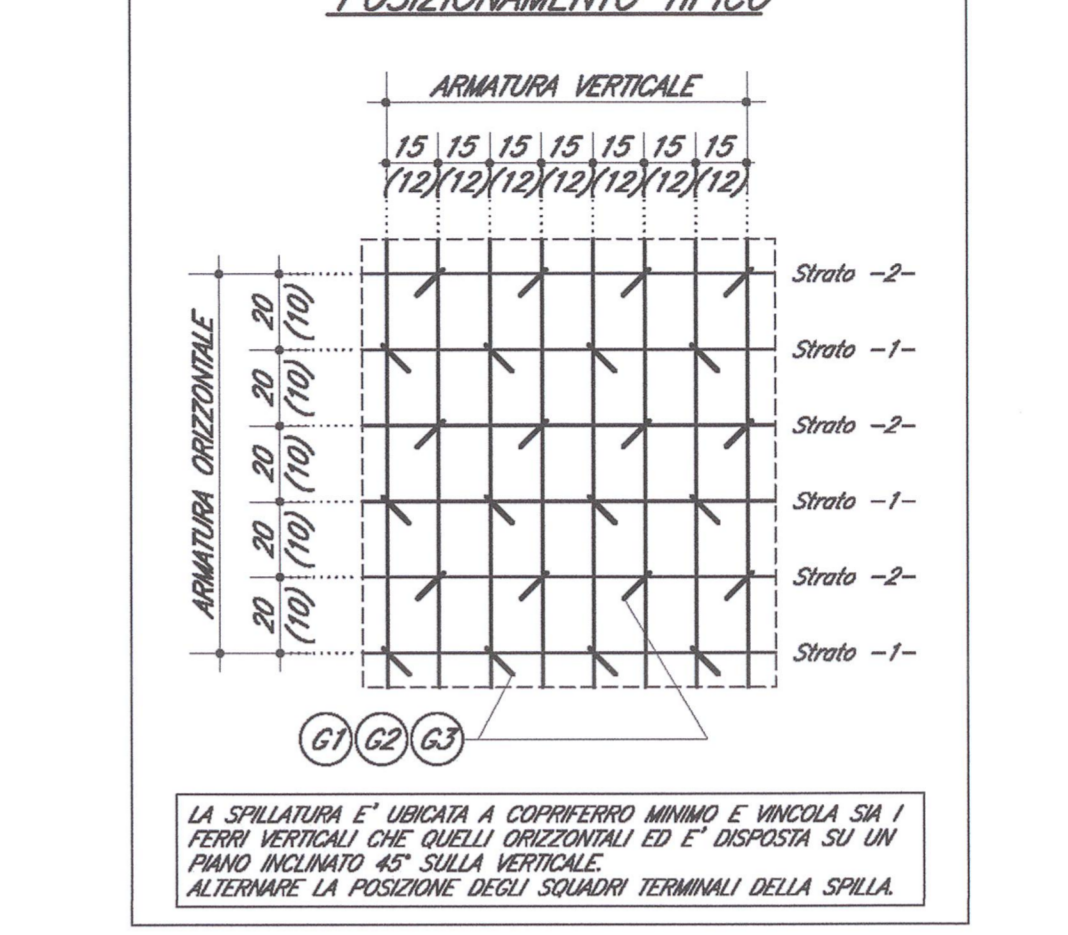 POSIZIONAMENTO TIPICO
ARMATURA VERTICALE
15 15 15 15 15 15 15
(12) (12) (12) (12) (12) (12) (12)
ARMATURA ORIZZONTALE
20 (10)
20 (10)
20 (10)
20 (10)
20 (10)
Strato -2-
Strato -1-
Strato -2-
Strato -1-
Strato -2-
Strato -1-
G1 G2 G3
LA SPILLATURA E' UBICATA A COPRIFERRO MINIMO E VINCOLA SIA I
FERRI VERTICALI CHE QUELLI ORIZZONTALI ED E' DISPOSTA SU UN
PIANO INCLINATO 45° SULLA VERTICALE.
ALTERNARE LA POSIZIONE DEGLI SQUADRI TERMINALI DELLA SPILLA.